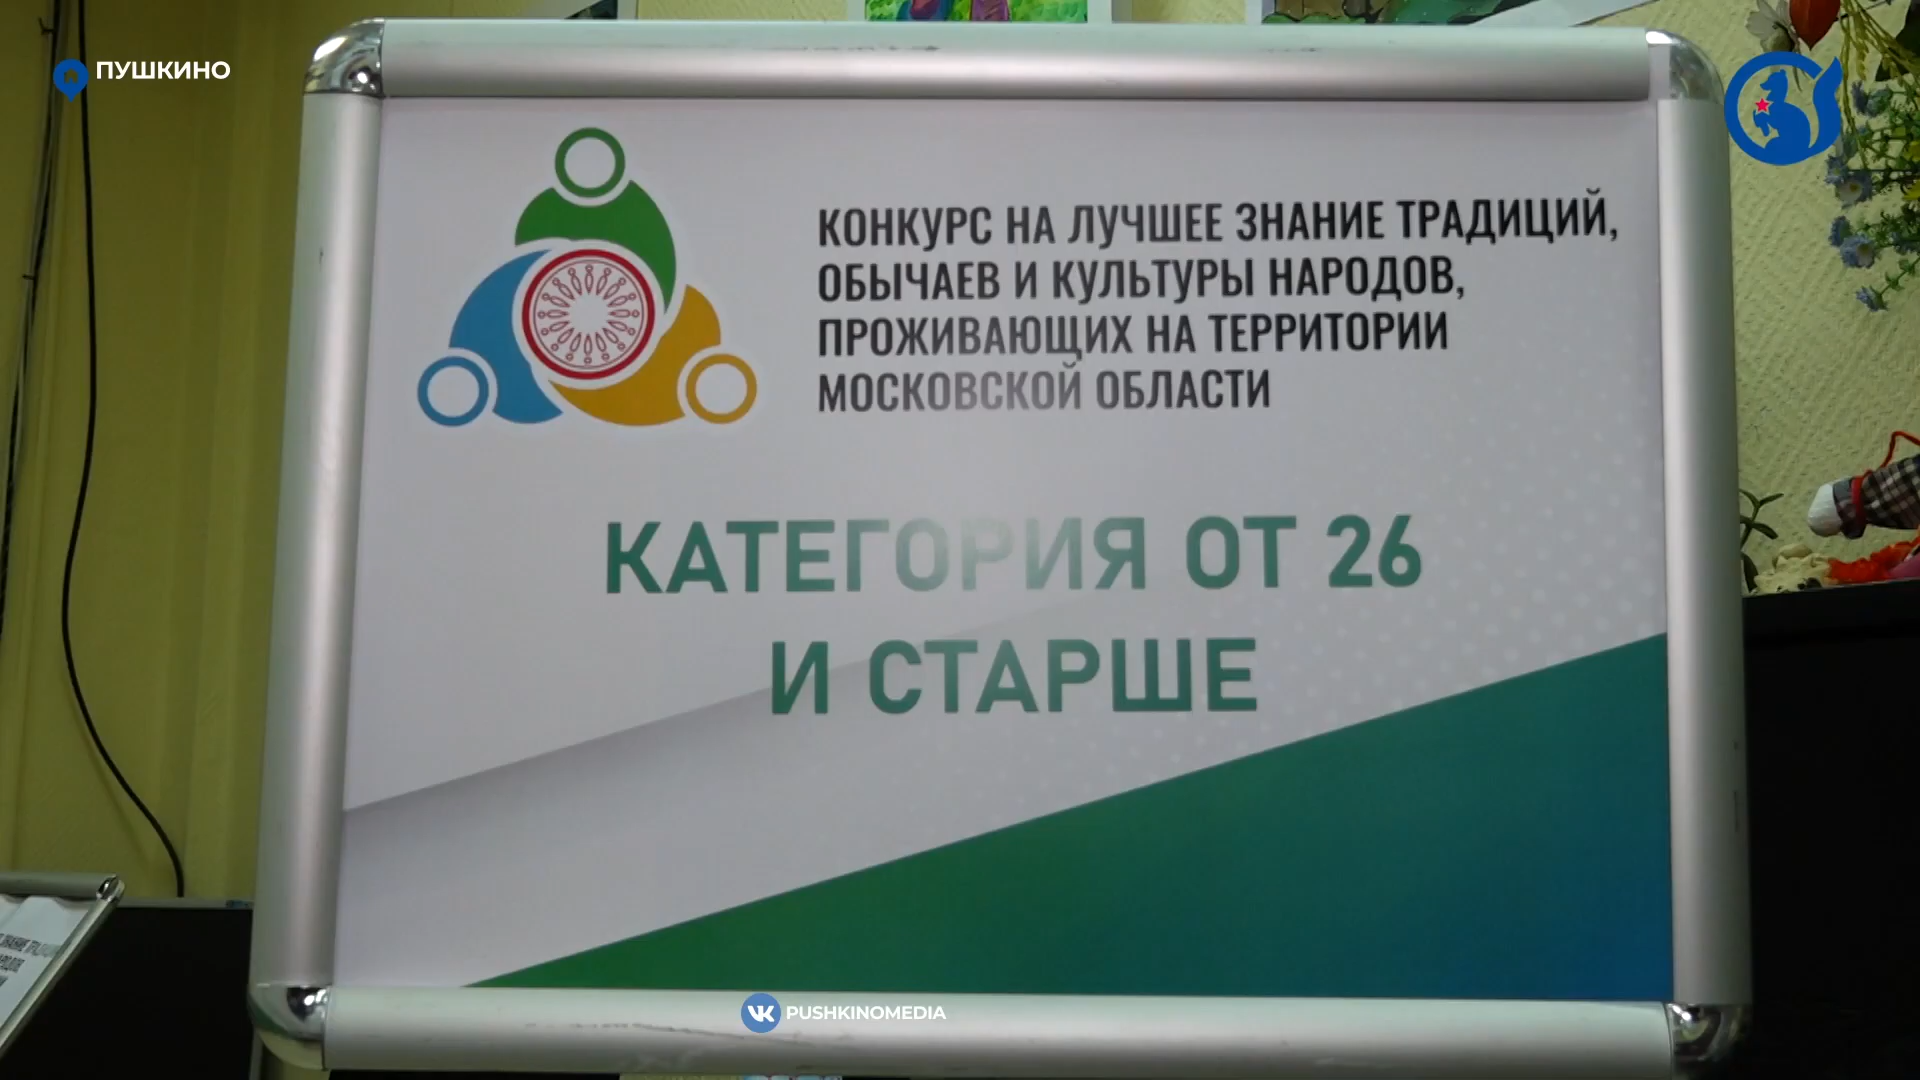 ПУШКИНО
КОНКУРС НА ЛУЧШЕЕ ЗНАНИЕ ТРАДИЦИЙ,
ОБЫЧАЕВ И КУЛЬТУРЫ НАРОДОВ,
ПРОЖИВАЮЩИХ НА ТЕРРИТОРИИ
МОСКОВСКОЙ ОБЛАСТИ
КАТЕГОРИЯ ОТ 26
И СТАРШЕ
ЗНАНИЕ
PUSHKINOMEDIA